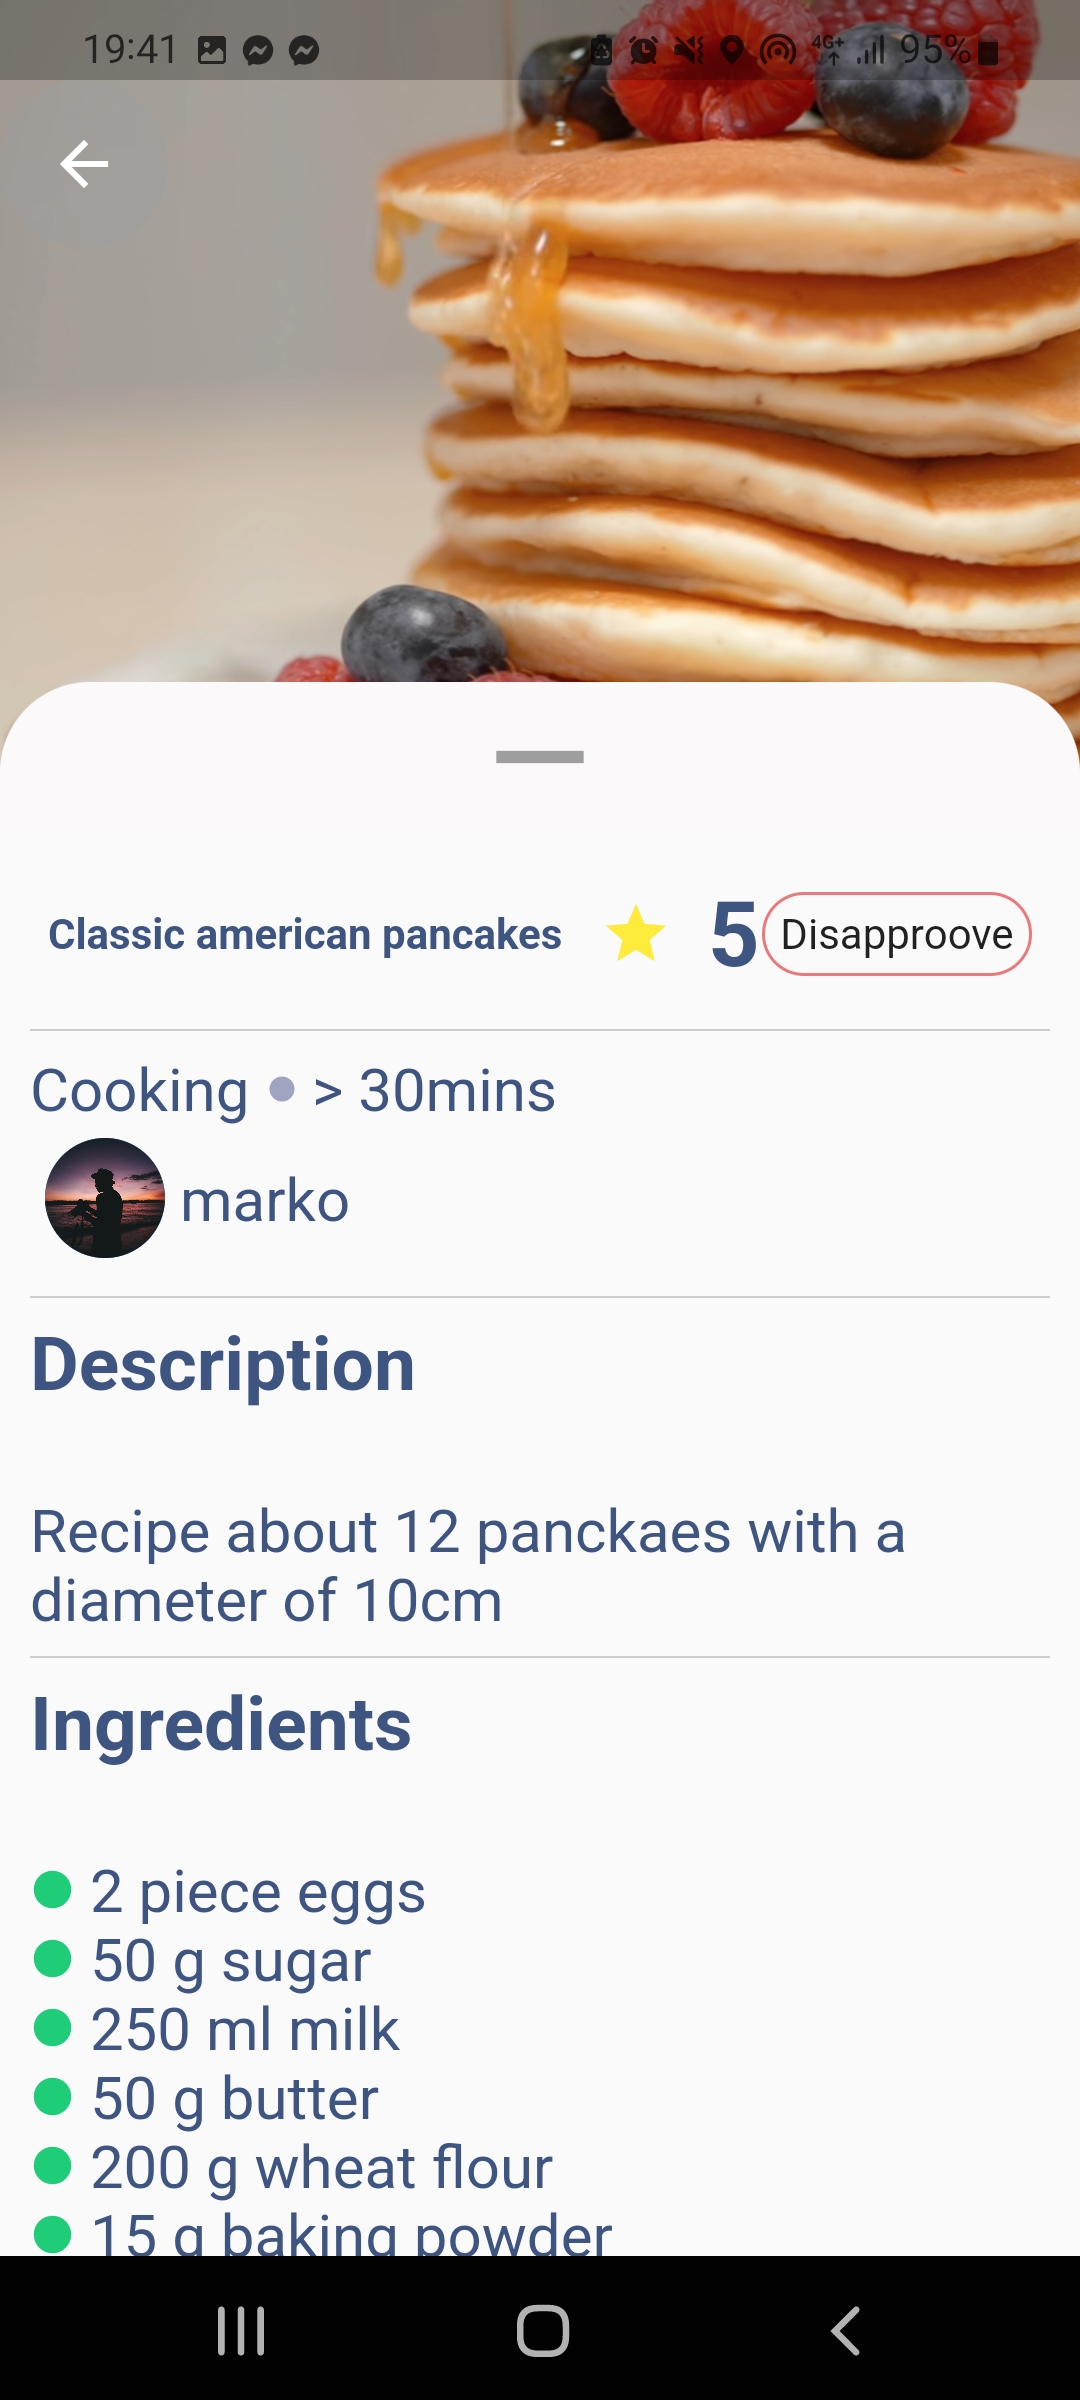 19:41 4G+ 95%
Classic american pancakes 5 Disapproove
Cooking > 30mins
marko
Description
Recipe about 12 panckaes with a
diameter of 10cm
Ingredients
2 piece eggs
50 g sugar
250 ml milk
50 g butter
200 g wheat flour
15 g baking powder